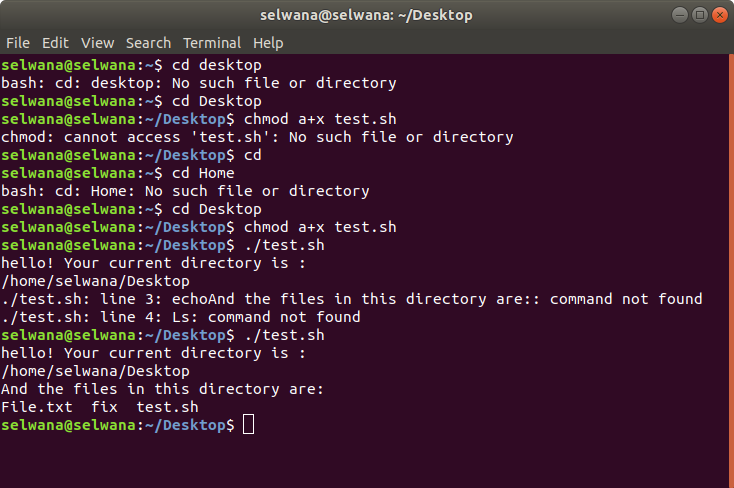 selwana@selwana: ~/Desktop
File Edit View Search Terminal Help
selwana@selwana:~$ cd desktop
bash: cd: desktop: No such file or directory
selwana@selwana:~$ cd Desktop
selwana@selwana:~/Desktop$ chmod a+x test.sh
chmod: cannot access 'test.sh': No such file or directory
selwana@selwana:~/Desktop$ cd
selwana@selwana:~$ cd Home
bash: cd: Home: No such file or directory
selwana@selwana:~$ cd Desktop
selwana@selwana:~/Desktop$ chmod a+x test.sh
selwana@selwana:~/Desktop$ ./test.sh
hello! Your current directory is :
/home/selwana/Desktop
./test.sh: line 3: echoAnd the files in this directory are:: command not found
./test.sh: line 4: Ls: command not found
selwana@selwana:~/Desktop$ ./test.sh
hello! Your current directory is :
/home/selwana/Desktop
And the files in this directory are:
File.txt  fix  test.sh
selwana@selwana:~/Desktop$